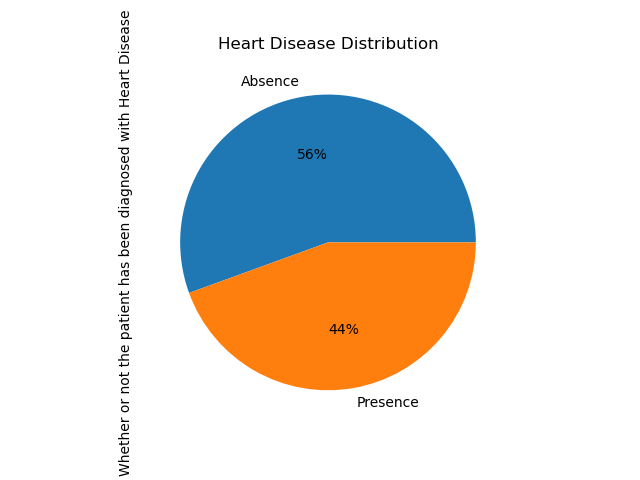 Heart Disease Distribution
Whether or not the patient has been diagnosed with Heart Disease
Absence
56%
44%
Presence